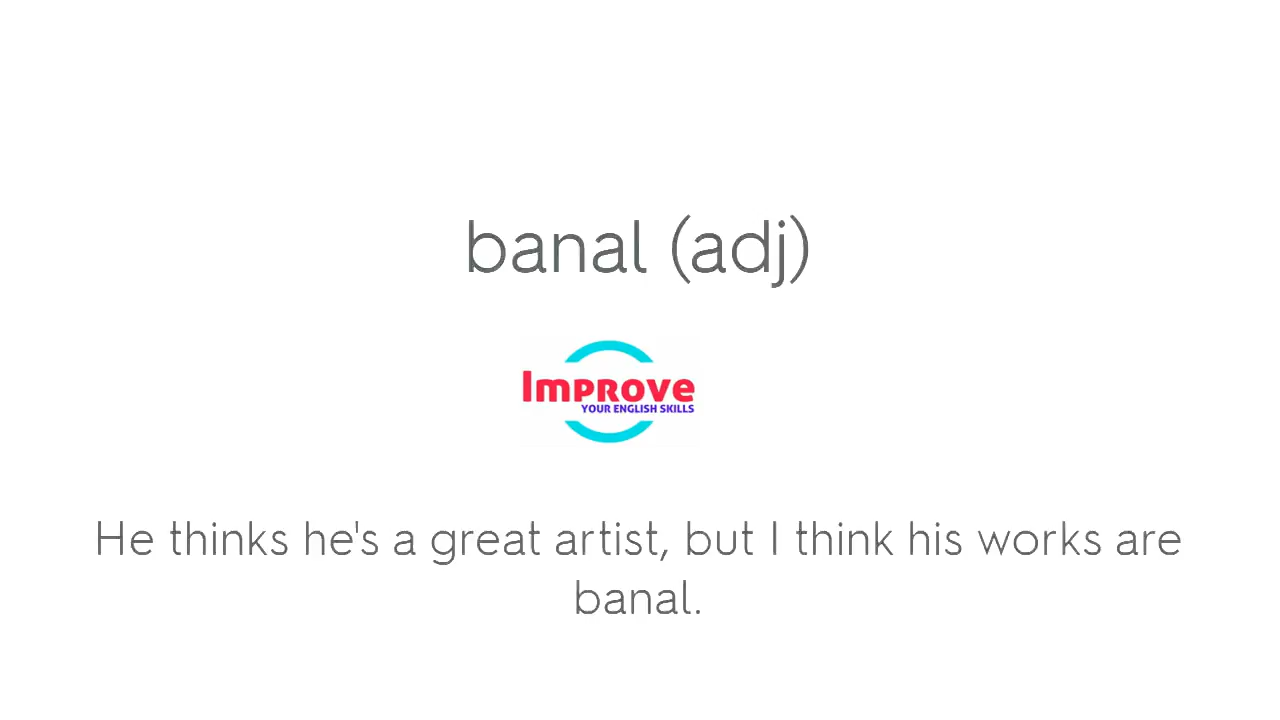 banal (adj)
Improve
YOUR ENGLISH SKILLS
He thinks he's a great artist, but I think his works are
banal.